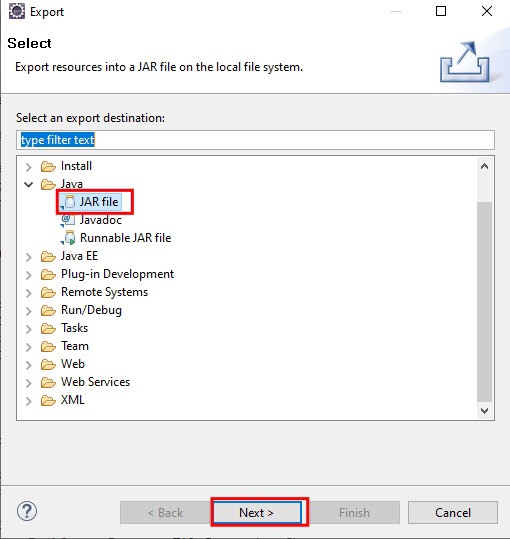 Export
Select
Export resources into a JAR file on the local file system.
Select an export destination:
type filter text
Install
Java
JAR file
@ Javadoc
Runnable JAR file
Java EE
Plug-in Development
Remote Systems
Run/Debug
Tasks
Team
Web
Web Services
XML
? < Back Next > Finish Cancel